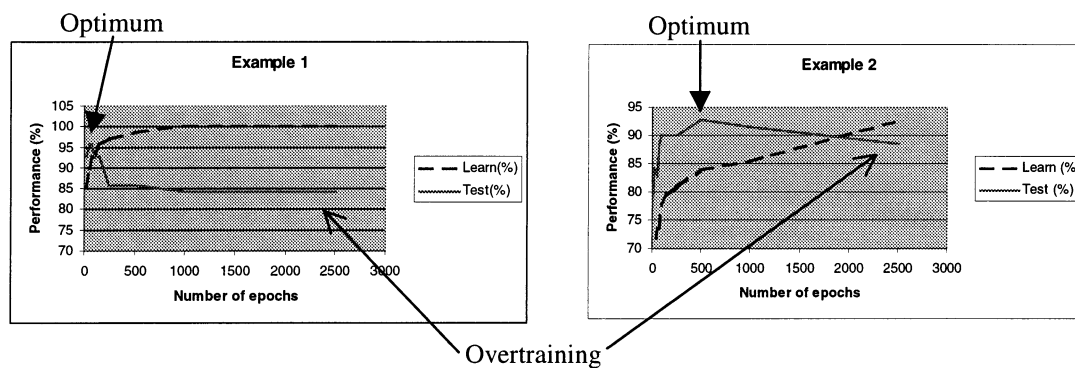 Optimum
Example 1
Performance (%)
105
100
95
90
85
80
75
70
0 500 1000 1500 2000 2500 3000
Number of epochs
Learn(%)
Test(%)
Optimum
Example 2
Performance (%)
95
90
85
80
75
70
0 500 1000 1500 2000 2500 3000
Number of epochs
Learn (%
Test (%)
Overtraining